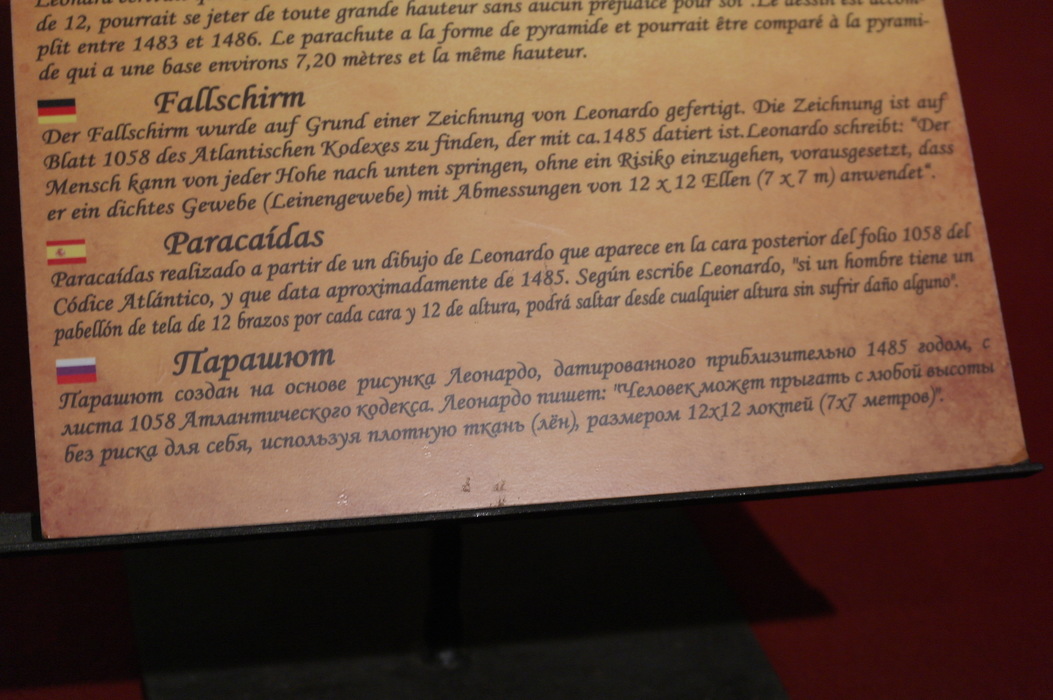 de 12, pourrait se jeter de toute grande hauteur sans aucun préjudice pour soi .Le dessin est accom-
plit entre 1483 et 1486. Le parachute a la forme de pyramide et pourrait être comparé à la pyrami-
de qui a une base environs 7,20 mètres et la même hauteur.
Fallschirm
Der Fallschirm wurde auf Grund einer Zeichnung von Leonardo gefertigt. Die Zeichnung ist auf
Blatt 1058 des Atlantischen Kodexes zu finden, der mit ca.1485 datiert ist.Leonardo schreibt: "Der
Mensch kann von jeder Hohe nach unten springen, ohne ein Risiko einzugehen, vorausgesetzt, dass
er ein dichtes Gewebe (Leinengewebe) mit Abmessungen von 12 x 12 Ellen (7 x 7 m) anwendet".
Paracaídas
Paracaídas realizado a partir de un dibujo de Leonardo que aparece en la cara posterior del folio 1058 del
Códice Atlántico, y que data aproximadamente de 1485. Según escribe Leonardo, "si un hombre tiene un
pabellón de tela de 12 brazos por cada cara y 12 de altura, podrá saltar desde cualquier altura sin sufrir daño alguno".
Парашют
Парашют создан на основе рисунка Леонардо, датированного приблизительно 1485 годом, с
листа 1058 Атлантического кодекса. Леонардо пишет: "Человек может прыгать с любой высоты
без риска для себя, используя плотную ткань (лён), размером 12х12 локтей (7х7 метров)".